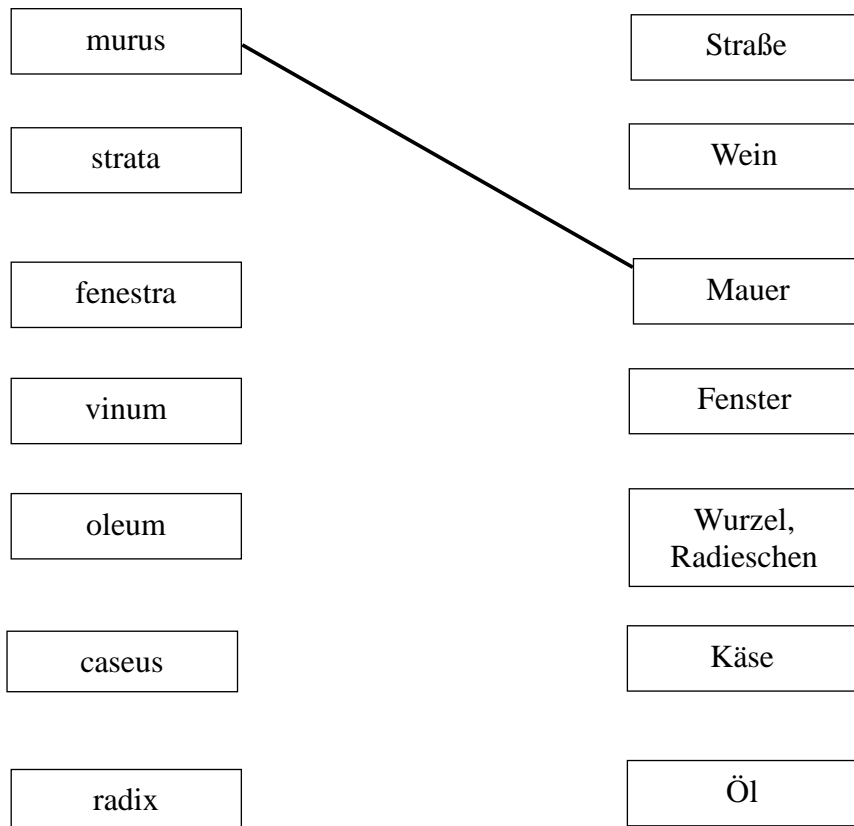 murus
Straße
strata
Wein
fenestra
Mauer
vinum
Fenster
oleum
Wurzel,
Radieschen
caseus
Käse
radix
Öl